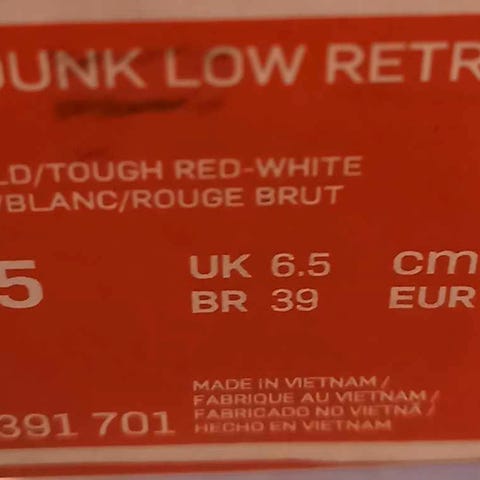 DUNK LOW RETR
LD/TOUGH RED-WHITE
/BLANC/ROUGE BRUT
5 UK 6.5 cm
BR 39 EUR
MADE IN VIETNAM /
FABRIQUE AU VIETNAM /
391 701 FABRICADO NO VIETNÃ /
HECHO EN VIETNAM